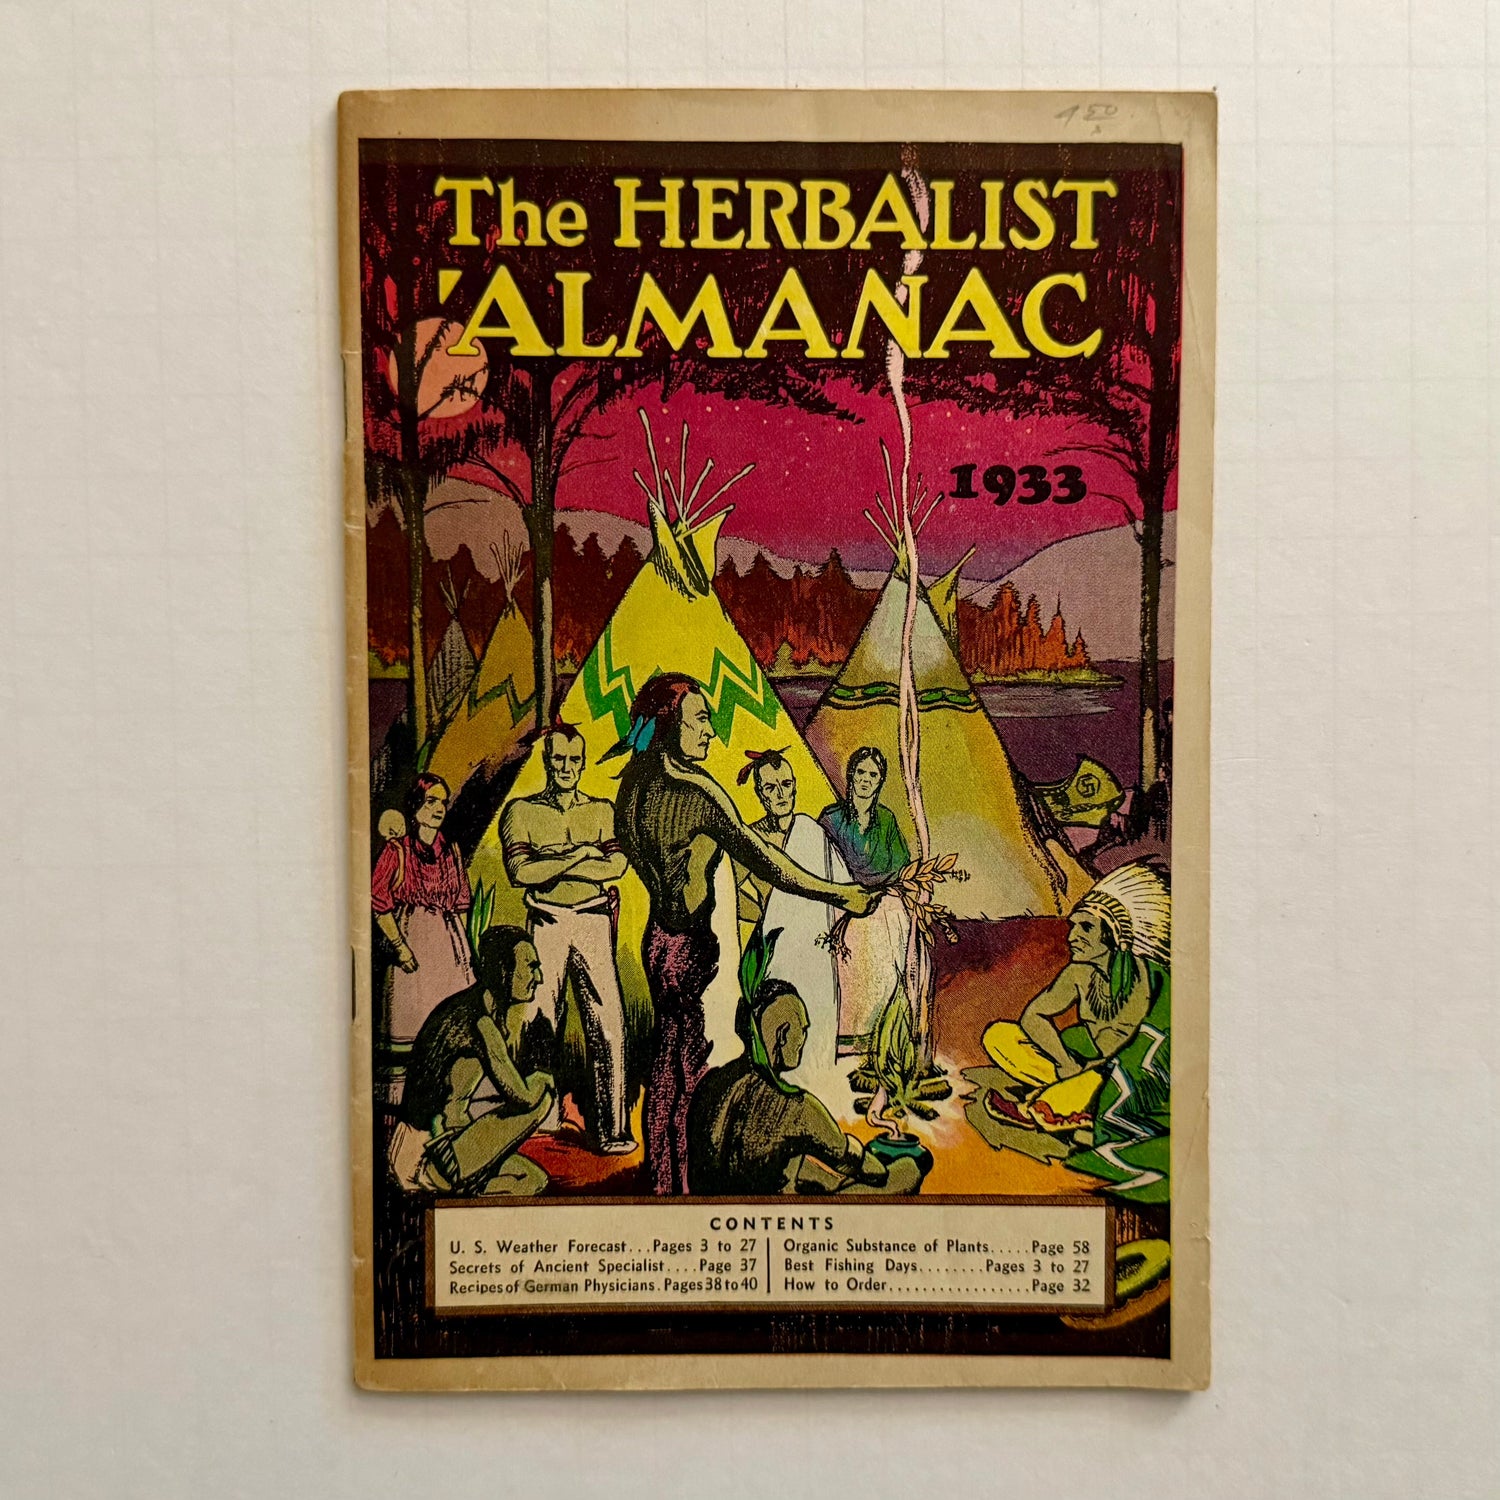 4 50
The HERBALIST
'ALMANAC
1933
CONTENTS
U. S. Weather Forecast...Pages 3 to 27
Secrets of Ancient Specialist....Page 37
Recipes of German Physicians.Pages 38 to 40
Organic Substance of Plants.....Page 58
Best Fishing Days........Pages 3 to 27
How to Order.................Page 32